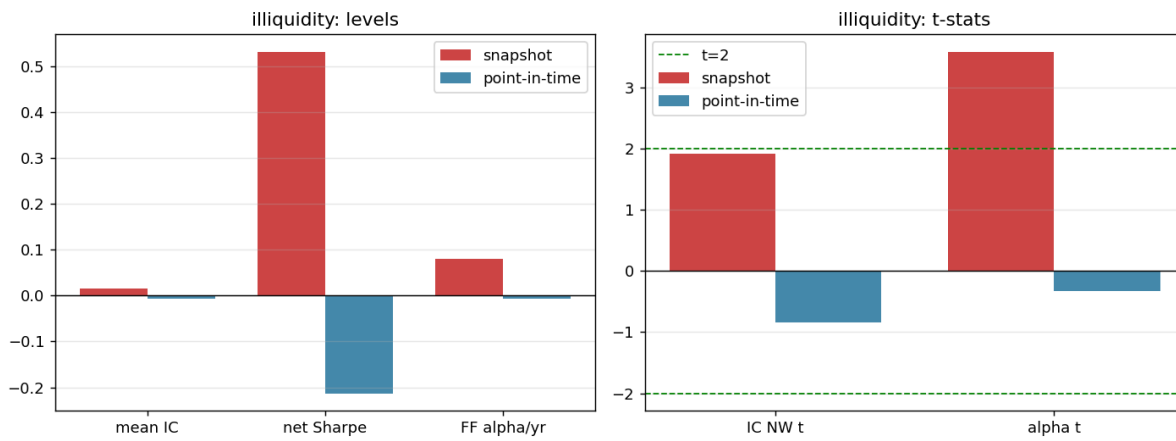 illiquidity: levels
snapshot
point-in-time
0.5
0.4
0.3
0.2
0.1
0.0
−0.1
−0.2
mean IC
net Sharpe
FF alpha/yr
illiquidity: t-stats
t=2
snapshot
point-in-time
3
2
1
0
−1
−2
IC NW t
alpha t